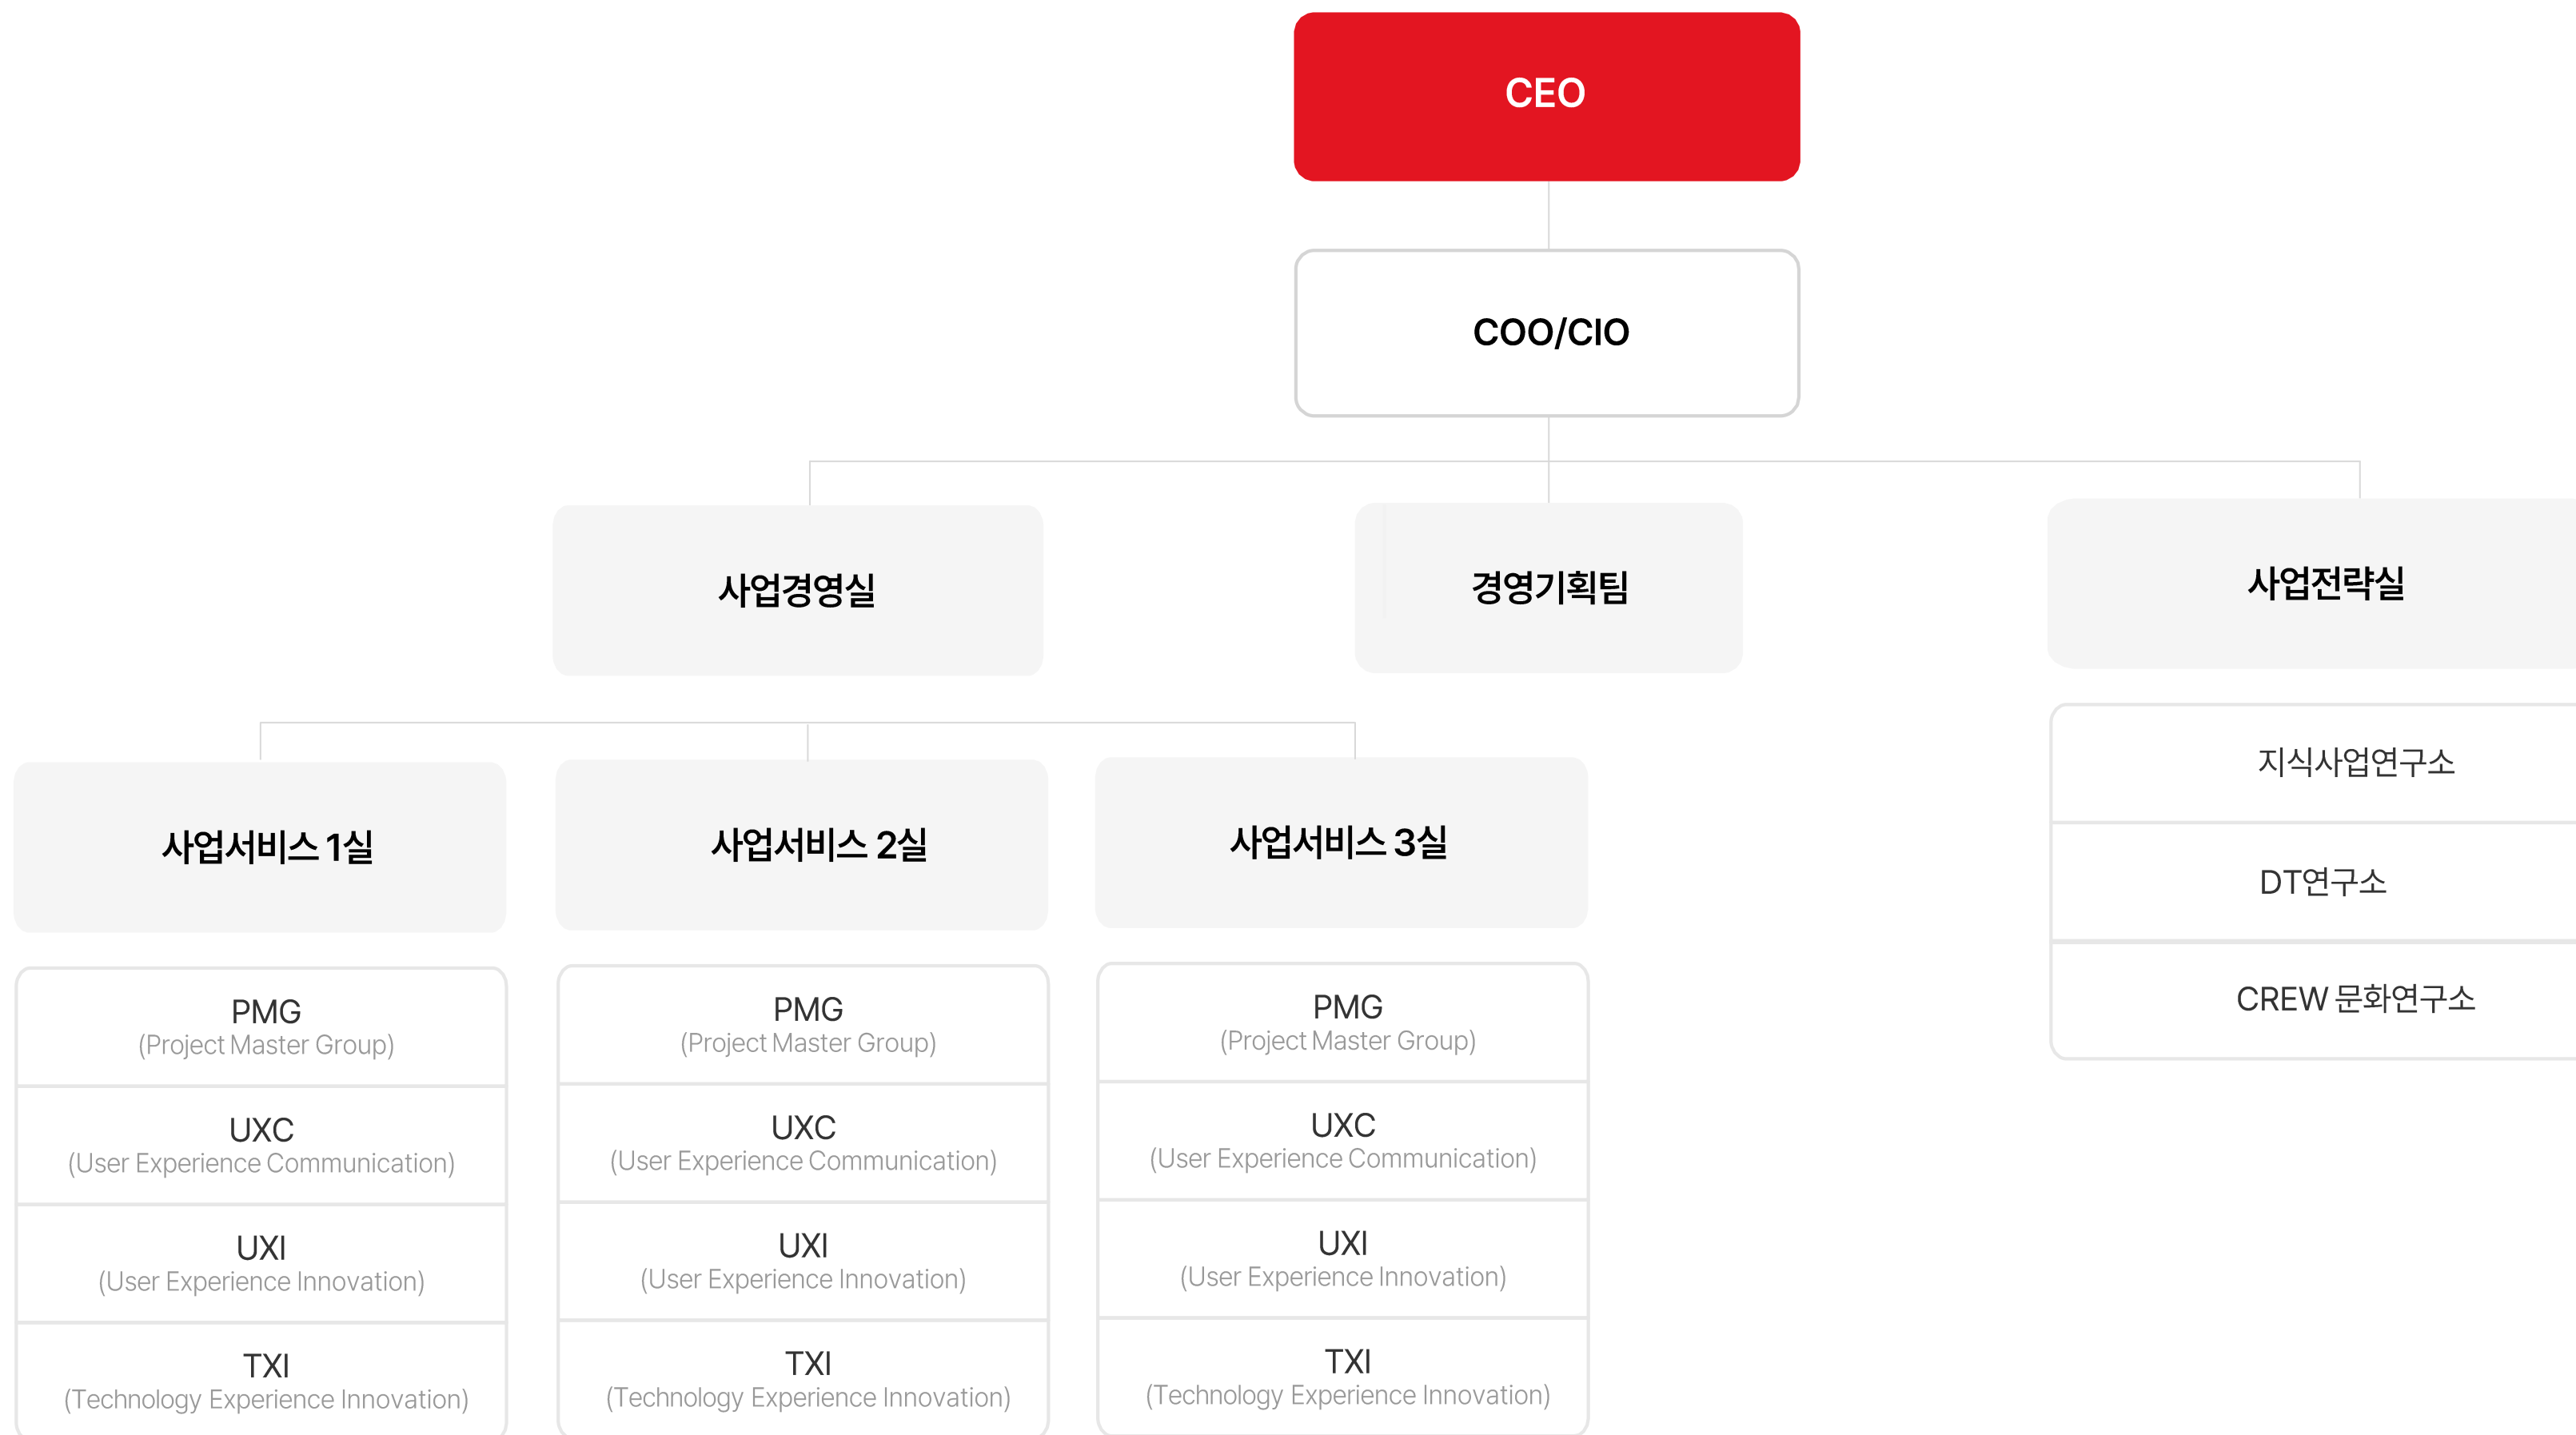 CEO
COO/CIO
사업경영실
경영기획팀
사업전략실
사업서비스 1실
PMG
(Project Master Group)
UXC
(User Experience Communication)
UXI
(User Experience Innovation)
TXI
(Technology Experience Innovation)
사업서비스 2실
PMG
(Project Master Group)
UXC
(User Experience Communication)
UXI
(User Experience Innovation)
TXI
(Technology Experience Innovation)
사업서비스 3실
PMG
(Project Master Group)
UXC
(User Experience Communication)
UXI
(User Experience Innovation)
TXI
(Technology Experience Innovation)
지식사업연구소
DT연구소
CREW 문화연구소